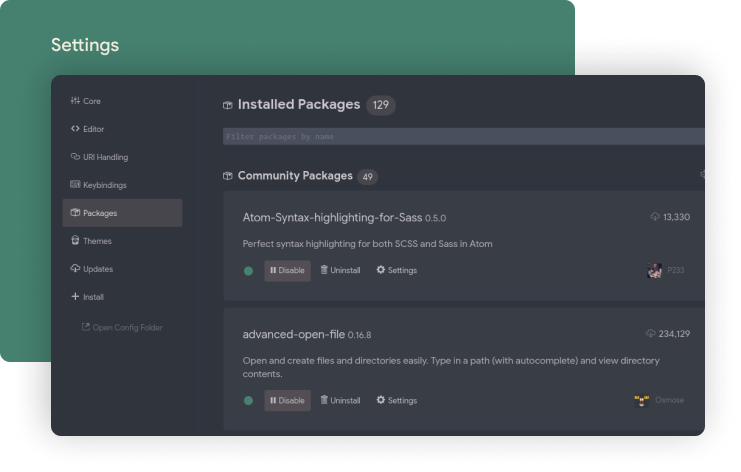 Settings
Core
Editor
URI Handling
Keybindings
Packages
Themes
Updates
Install
Open Config Folder
Installed Packages 129
Filter packages by name
Community Packages 49
Atom-Syntax-highlighting-for-Sass 0.5.0 13,330
Perfect syntax highlighting for both SCSS and Sass in Atom
Disable Uninstall Settings P233
advanced-open-file 0.16.8 234,129
Open and create files and directories easily. Type in a path (with autocomplete) and view directory
contents.
Disable Uninstall Settings Osmose